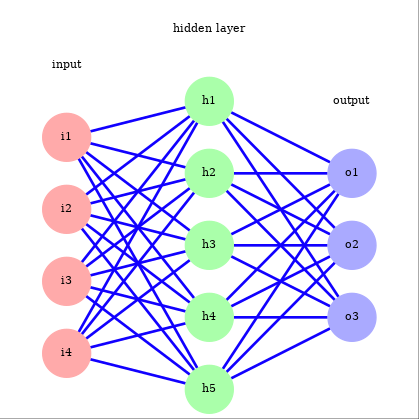 hidden layer
input
output
h1
i1
h2
o1
i2
h3
o2
i3
h4
o3
i4
h5